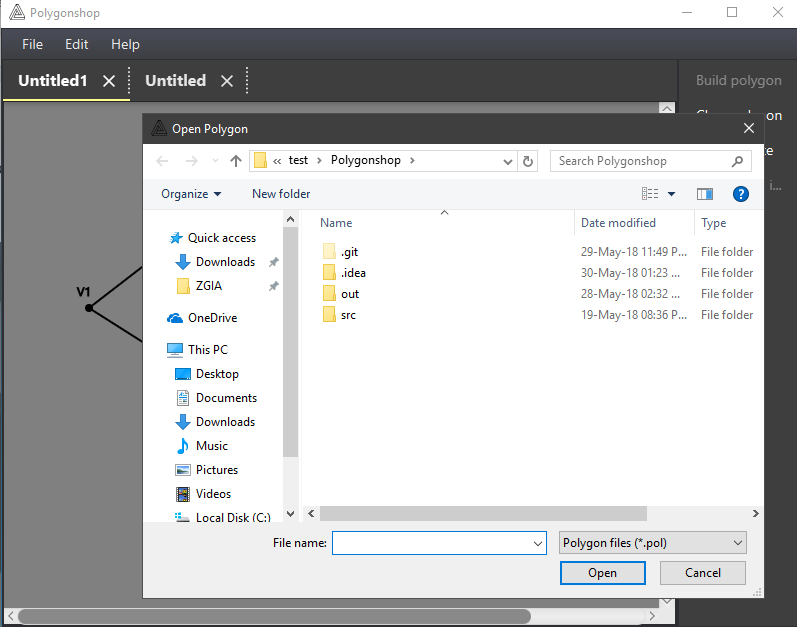 Polygonshop
File Edit Help
Untitled1 Untitled
Build polygon
Open Polygon
« test › Polygonshop ›
Search Polygonshop
Organize New folder
Name Date modified Type
Quick access
Downloads
ZGIA
OneDrive
This PC
Desktop
Documents
Downloads
Music
Pictures
Videos
Local Disk (C:)
.git 29-May-18 11:49 P... File folder
.idea 30-May-18 01:23 ... File folder
out 28-May-18 02:32 ... File folder
src 19-May-18 08:36 P... File folder
V1
File name:
Polygon files (*.pol)
Open Cancel